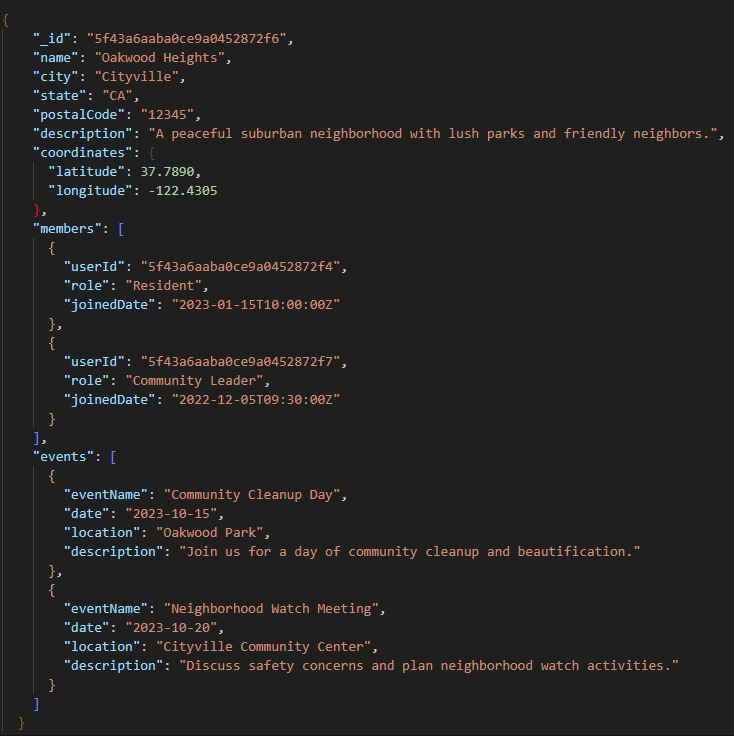 {
"_id": "5f43a6aaba0ce9a0452872f6",
"name": "Oakwood Heights",
"city": "Cityville",
"state": "CA",
"postalCode": "12345",
"description": "A peaceful suburban neighborhood with lush parks and friendly neighbors.",
"coordinates": {
"latitude": 37.7890,
"longitude": -122.4305
},
"members": [
{
"userId": "5f43a6aaba0ce9a0452872f4",
"role": "Resident",
"joinedDate": "2023-01-15T10:00:00Z"
},
{
"userId": "5f43a6aaba0ce9a0452872f7",
"role": "Community Leader",
"joinedDate": "2022-12-05T09:30:00Z"
}
],
"events": [
{
"eventName": "Community Cleanup Day",
"date": "2023-10-15",
"location": "Oakwood Park",
"description": "Join us for a day of community cleanup and beautification."
},
{
"eventName": "Neighborhood Watch Meeting",
"date": "2023-10-20",
"location": "Cityville Community Center",
"description": "Discuss safety concerns and plan neighborhood watch activities."
}
]
}